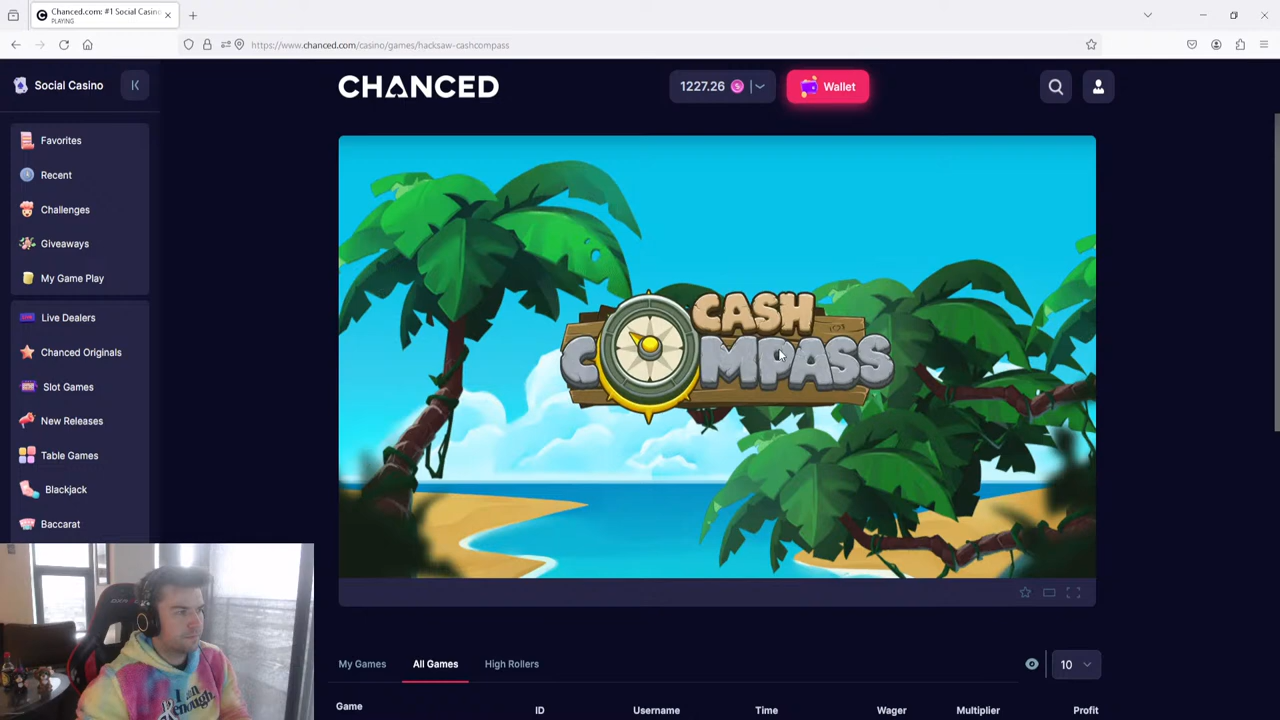 Chanced.com: #1 Social Casino
PLAYING
https://www.chanced.com/casino/games/hacksaw-cashcompass
Social Casino
CHANCED
1227.26
Wallet
Favorites
Recent
Challenges
Giveaways
My Game Play
Live Dealers
Chanced Originals
Slot Games
New Releases
Table Games
Blackjack
Baccarat
CASH
COMPASS
My Games
All Games
High Rollers
10
Game
ID
Username
Time
Wager
Multiplier
Profit